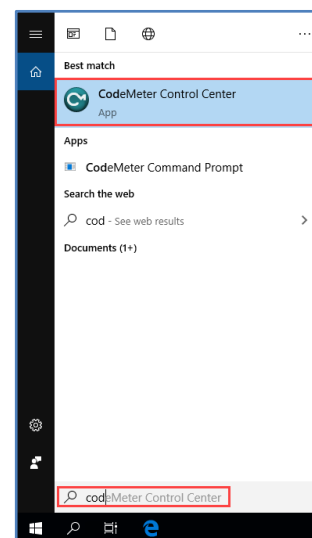 Best match
CodeMeter Control Center
App
Apps
CodeMeter Command Prompt
Search the web
cod - See web results
Documents (1+)
codeMeter Control Center